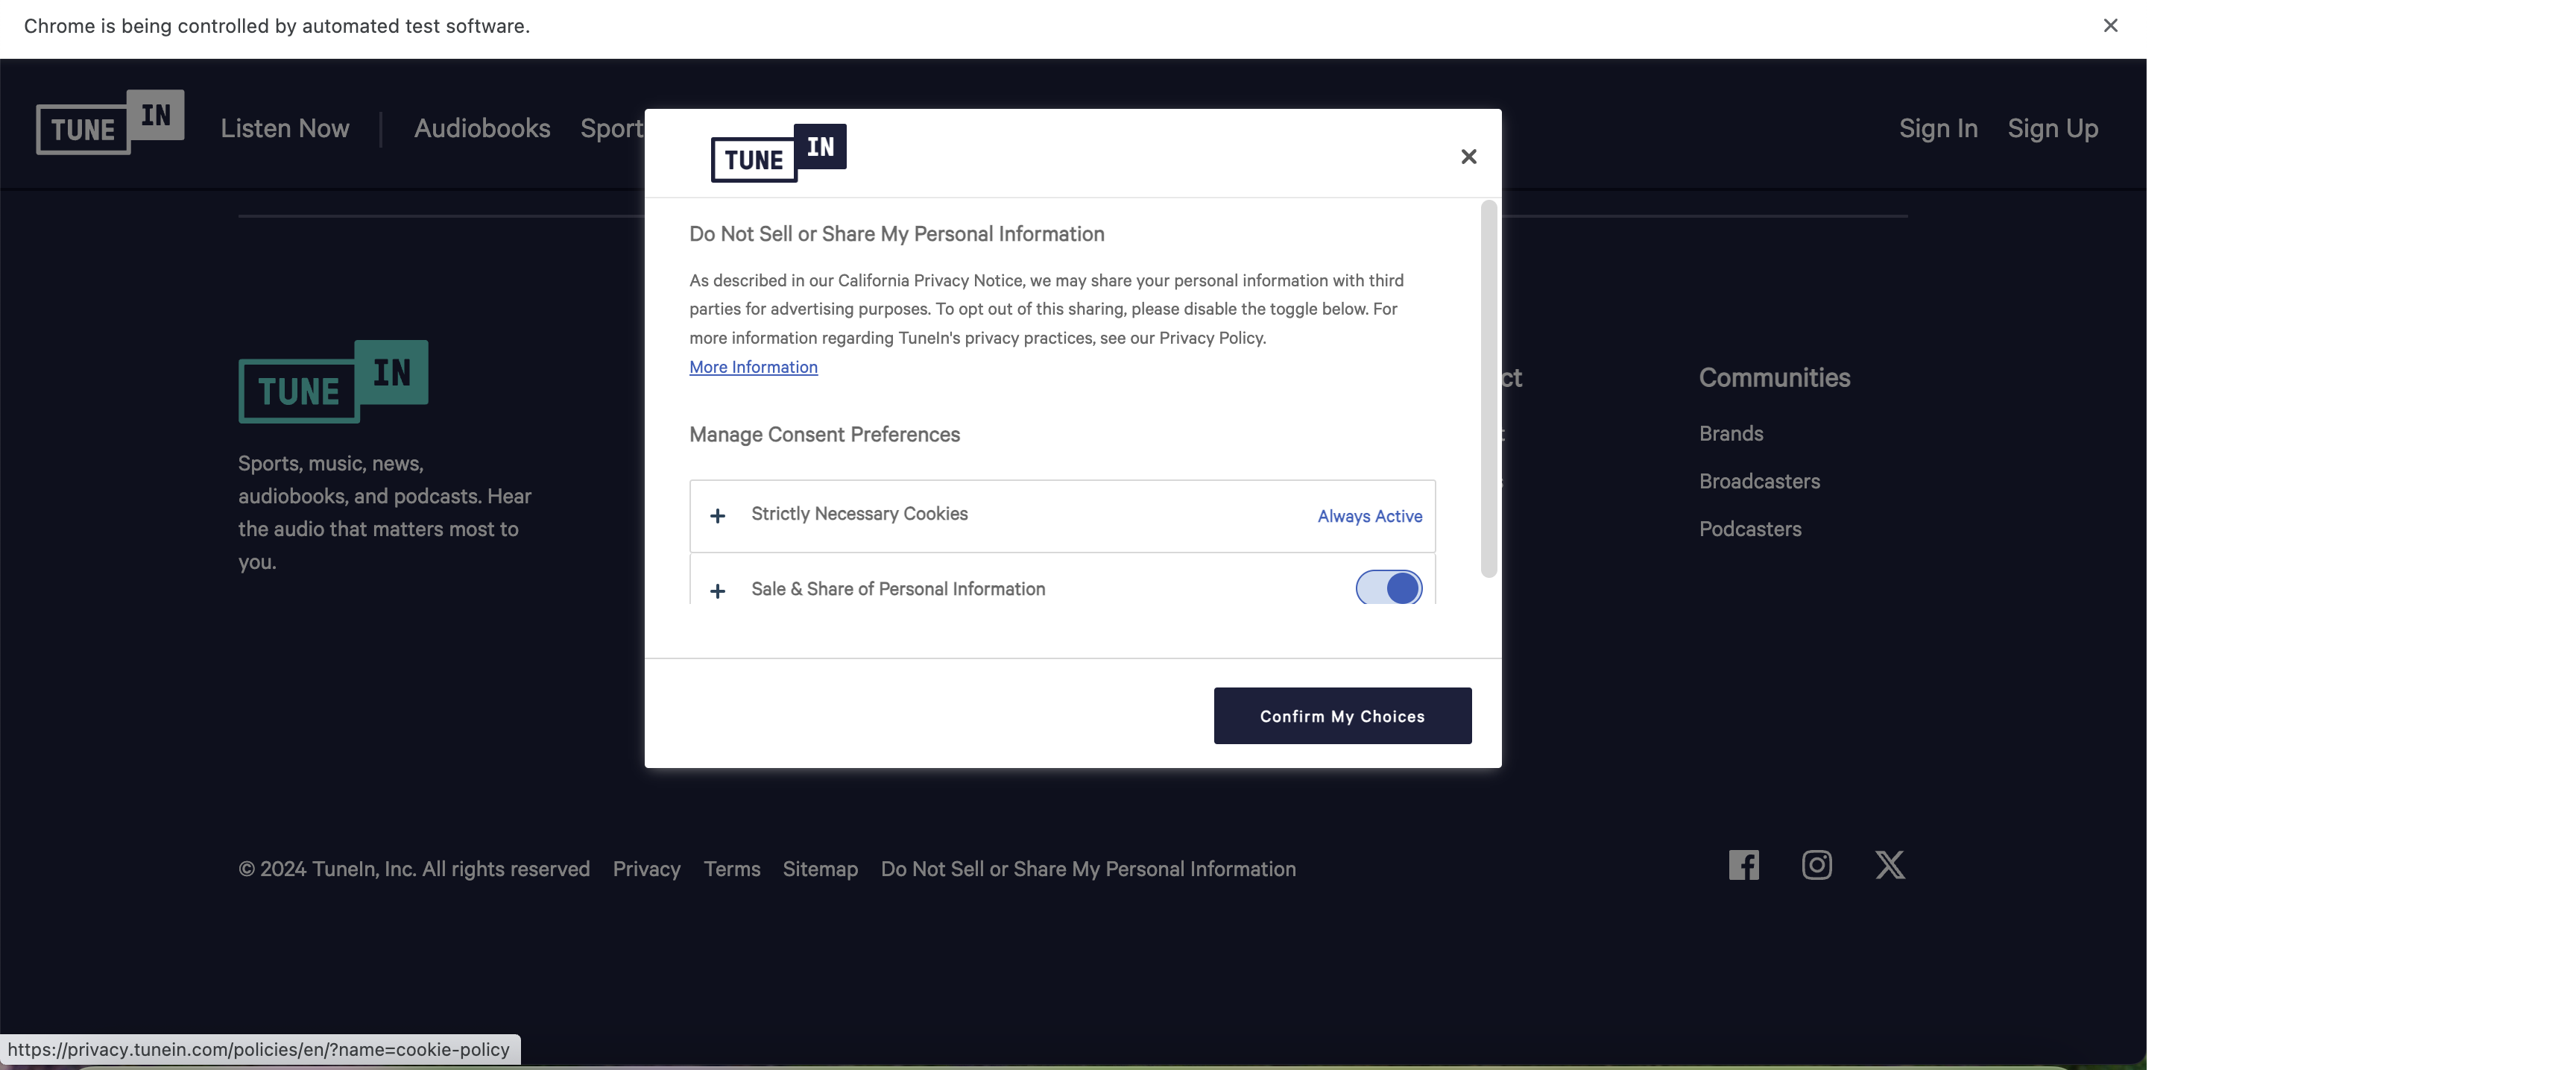 Chrome is being controlled by automated test software.
TUNE IN
Listen Now
Audiobooks
Sport
Sign In
Sign Up
TUNE IN
Do Not Sell or Share My Personal Information
As described in our California Privacy Notice, we may share your personal information with third
parties for advertising purposes. To opt out of this sharing, please disable the toggle below. For
more information regarding TuneIn's privacy practices, see our Privacy Policy.
More Information
Manage Consent Preferences
Strictly Necessary Cookies
Always Active
Sale & Share of Personal Information
Confirm My Choices
TUNE IN
Sports, music, news,
audiobooks, and podcasts. Hear
the audio that matters most to
you.
ct
Communities
Brands
Broadcasters
Podcasters
© 2024 TuneIn, Inc. All rights reserved
Privacy
Terms
Sitemap
Do Not Sell or Share My Personal Information
https://privacy.tunein.com/policies/en/?name=cookie-policy